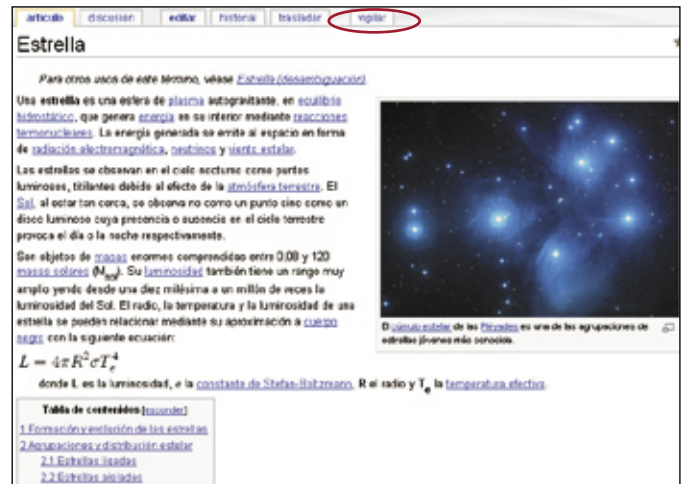 artículo discusión editar historial trasladar vigilar
Estrella
Para otros usos de este término, véase Estrella (desambiguación).
Una estrella es una esfera de plasma autogravitante, en equilibrio
hidrostático, que genera energía en su interior mediante reacciones
termonucleares. La energía generada se emite al espacio en forma
de radiación electromagnética, neutrinos y viento estelar.
Las estrellas se observan en el cielo nocturno como puntos
luminosos, titilantes debido al efecto de la atmósfera terrestre. El
Sol, al estar tan cerca, se observa no como un punto sino como un
disco luminoso cuya presencia o ausencia en el cielo terrestre
provoca el día o la noche respectivamente.
Son objetos de masas enormes comprendidas entre 0,08 y 120
masas solares (Msol). Su luminosidad también tiene un rango muy
amplio yendo desde una diez milésima a un millón de veces la
luminosidad del Sol. El radio, la temperatura y la luminosidad de una
estrella se pueden relacionar mediante su aproximación a cuerpo
negro con la siguiente ecuación:
L = 4πR²σTₑ⁴
donde L es la luminosidad, σ la constante de Stefan-Boltzmann, R el radio y Tₑ la temperatura efectiva.
El cúmulo estelar de las Pléyades es una de las agrupaciones de
estrellas jóvenes más conocida.
Tabla de contenidos [esconder]
1 Formación y evolución de las estrellas
2 Agrupaciones y distribución estelar
2.1 Estrellas ligadas
2.2 Estrellas aisladas